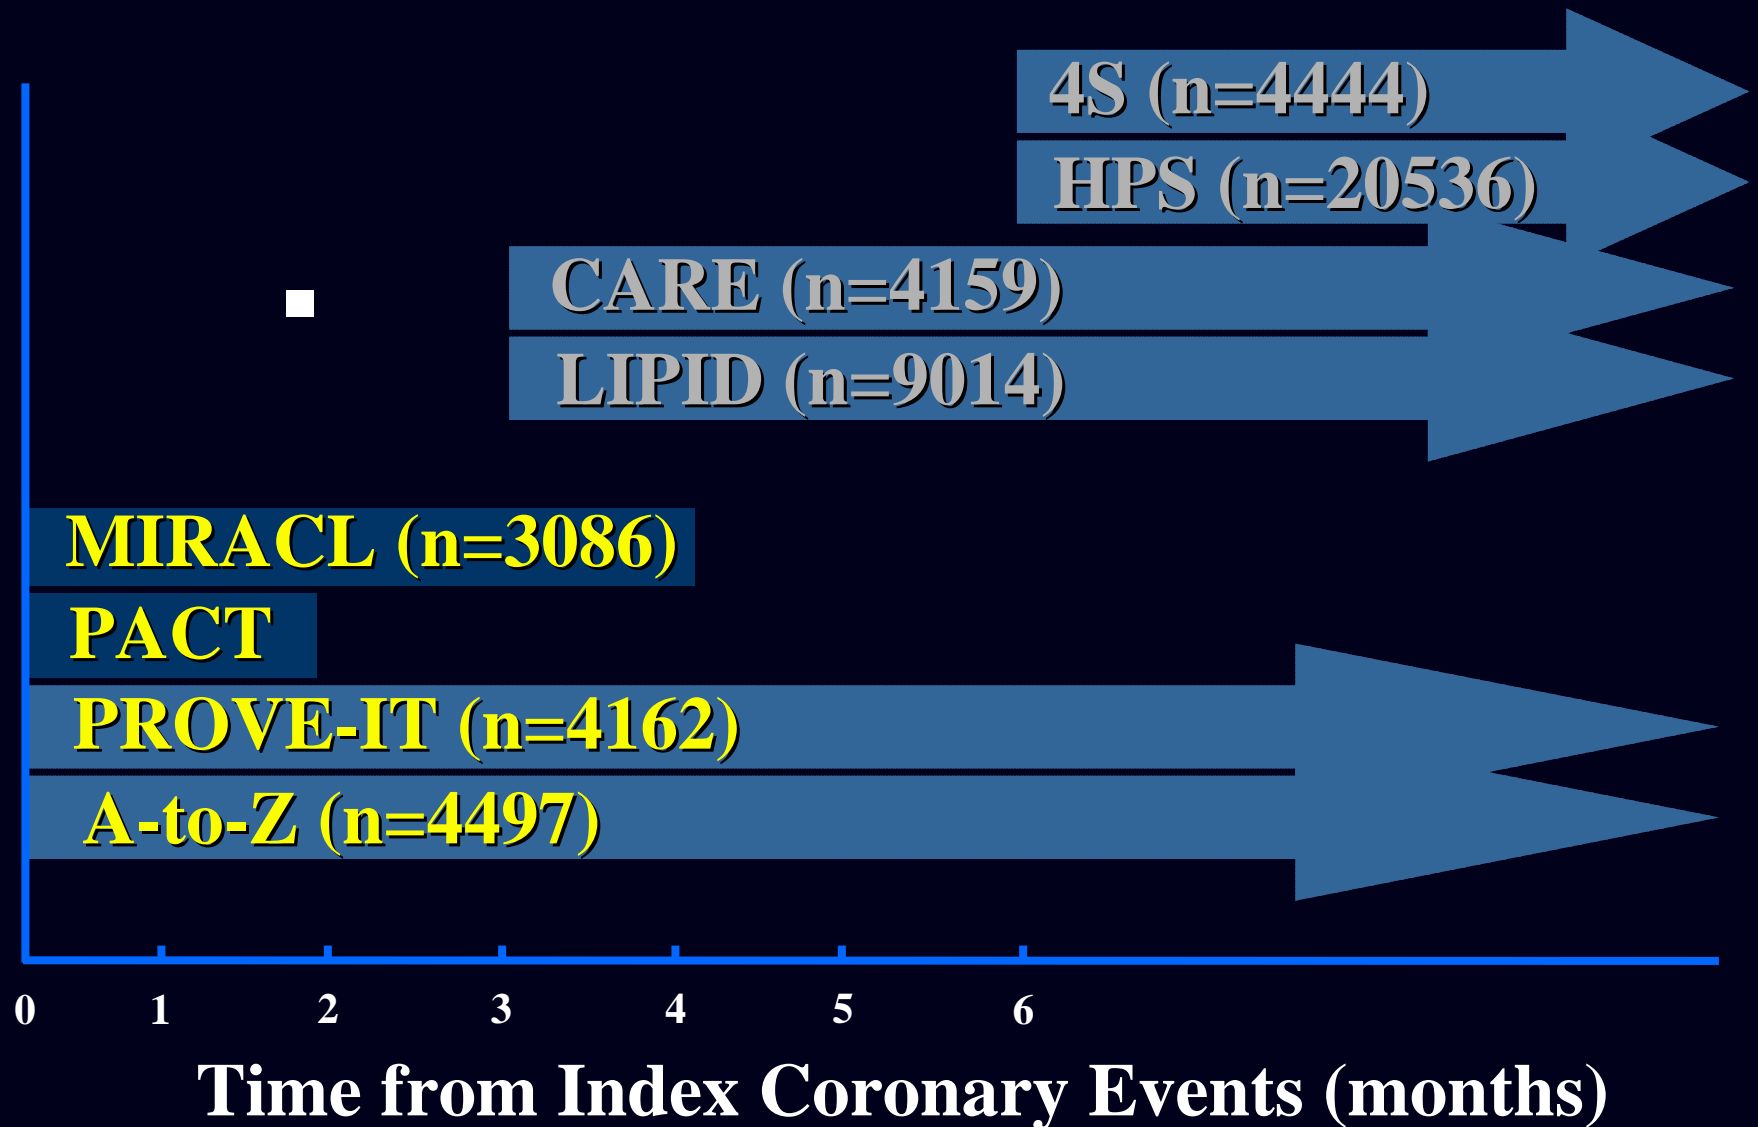 4S (n=4444)
HPS (n=20536)
CARE (n=4159)
LIPID (n=9014)
MIRACL (n=3086)
PACT
PROVE-IT (n=4162)
A-to-Z (n=4497)
0 1 2 3 4 5 6
Time from Index Coronary Events (months)